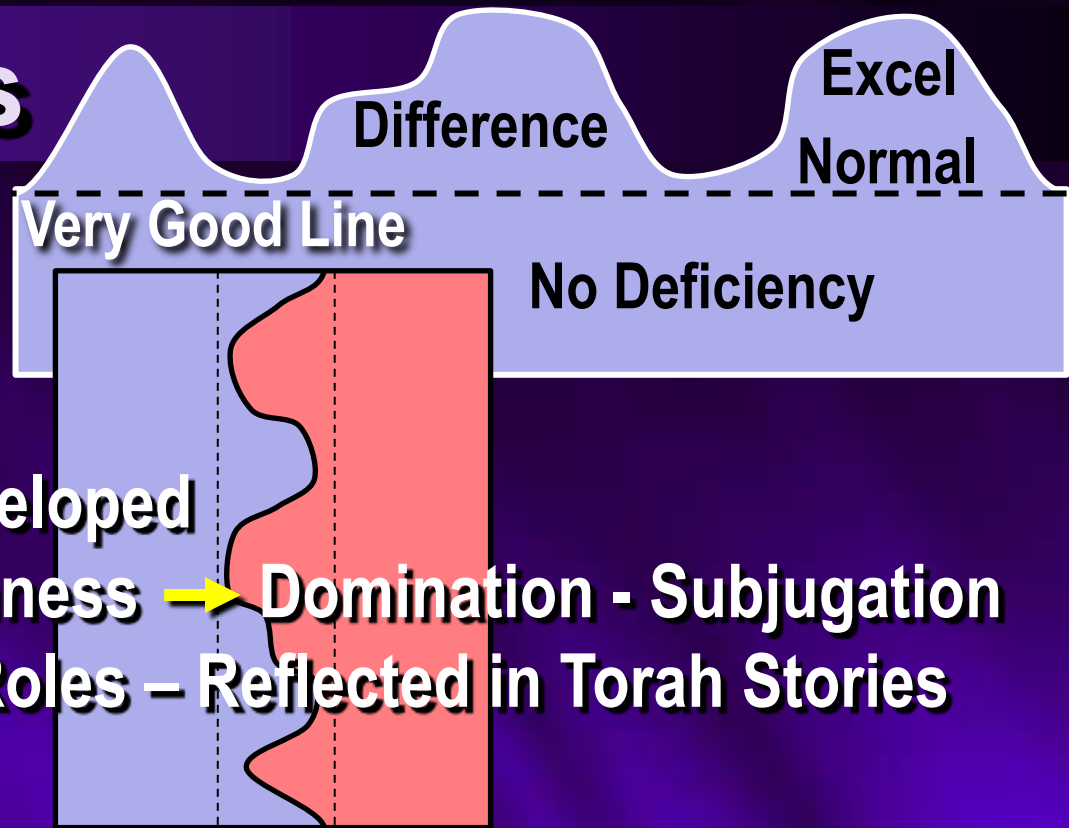 s
Excel
Difference
Normal
Very Good Line
No Deficiency
eloped
ness Domination - Subjugation
Roles – Reflected in Torah Stories